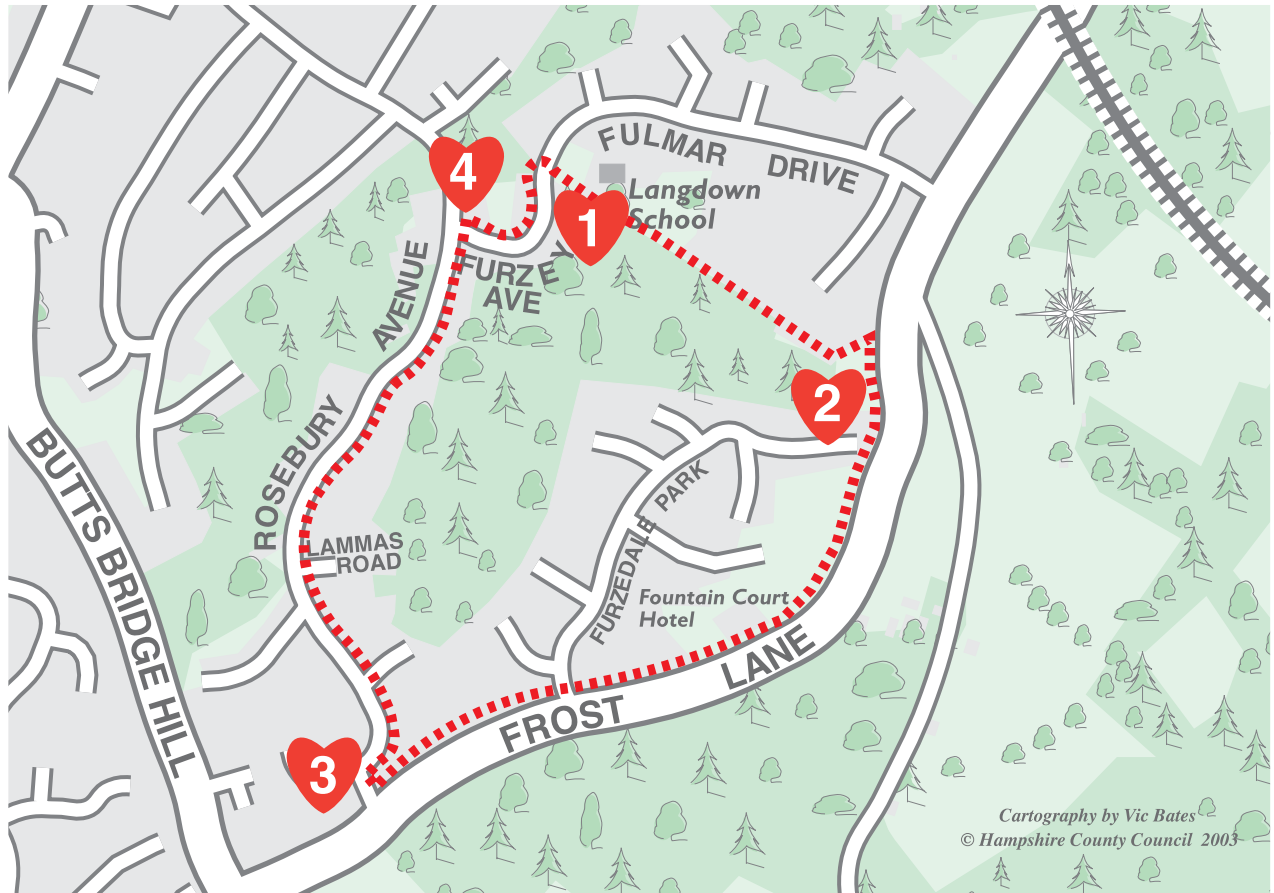 FULMAR DRIVE
4
Langdown
School
1
FURZEY
AVE
AVENUE
ROSEBURY
2
BUTTS BRIDGE HILL
FURZEDALE PARK
LAMMAS
ROAD
Fountain Court
Hotel
FROST LANE
3
Cartography by Vic Bates
© Hampshire County Council 2003